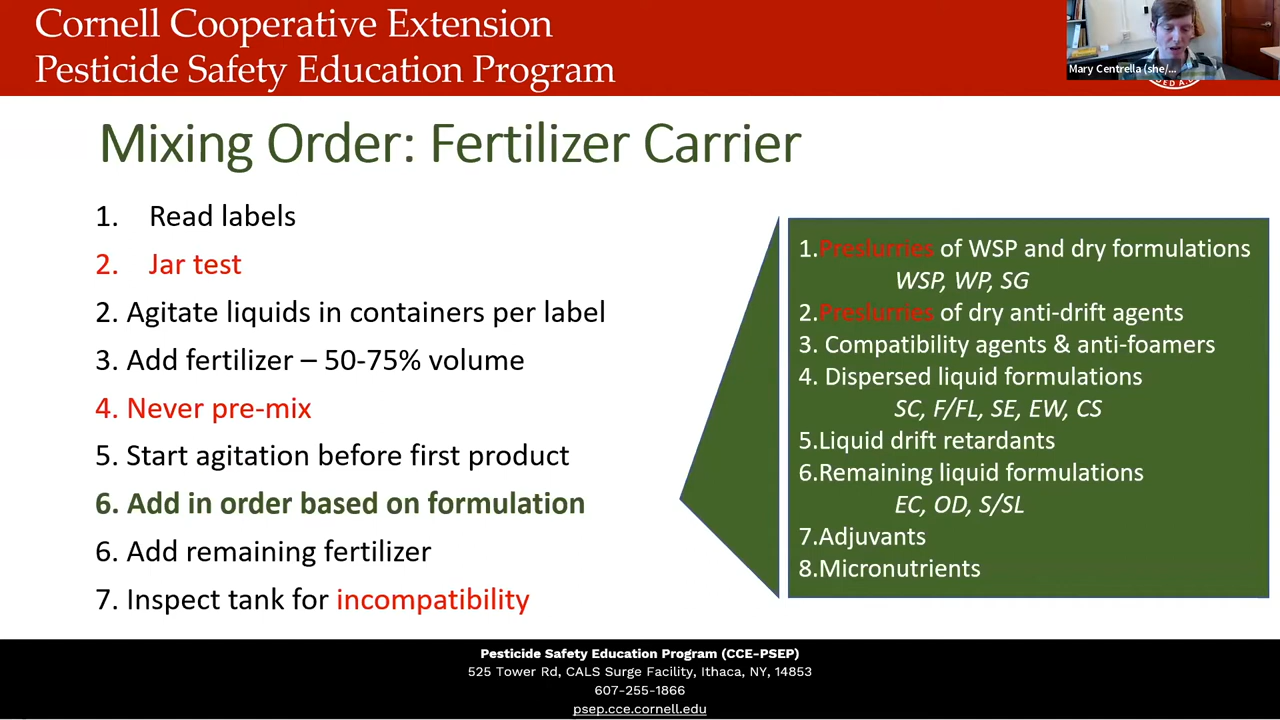 Cornell Cooperative Extension
Pesticide Safety Education Program
Mary Centrella (she/...
Mixing Order: Fertilizer Carrier
1. Read labels
2. Jar test
2. Agitate liquids in containers per label
3. Add fertilizer – 50-75% volume
4. Never pre-mix
5. Start agitation before first product
6. Add in order based on formulation
6. Add remaining fertilizer
7. Inspect tank for incompatibility
1.Preslurries of WSP and dry formulations
WSP, WP, SG
2.Preslurries of dry anti-drift agents
3. Compatibility agents & anti-foamers
4. Dispersed liquid formulations
SC, F/FL, SE, EW, CS
5.Liquid drift retardants
6.Remaining liquid formulations
EC, OD, S/SL
7.Adjuvants
8.Micronutrients
Pesticide Safety Education Program (CCE-PSEP)
525 Tower Rd, CALS Surge Facility, Ithaca, NY, 14853
607-255-1866
psep.cce.cornell.edu